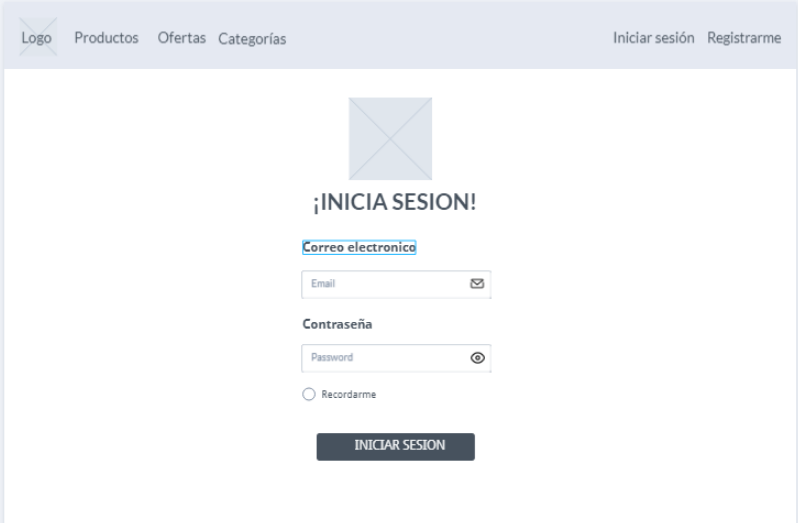 Logo Productos Ofertas Categorías Iniciar sesión Registrarme
¡INICIA SESION!
Correo electronico
Email
Contraseña
Password
Recordarme
INICIAR SESION